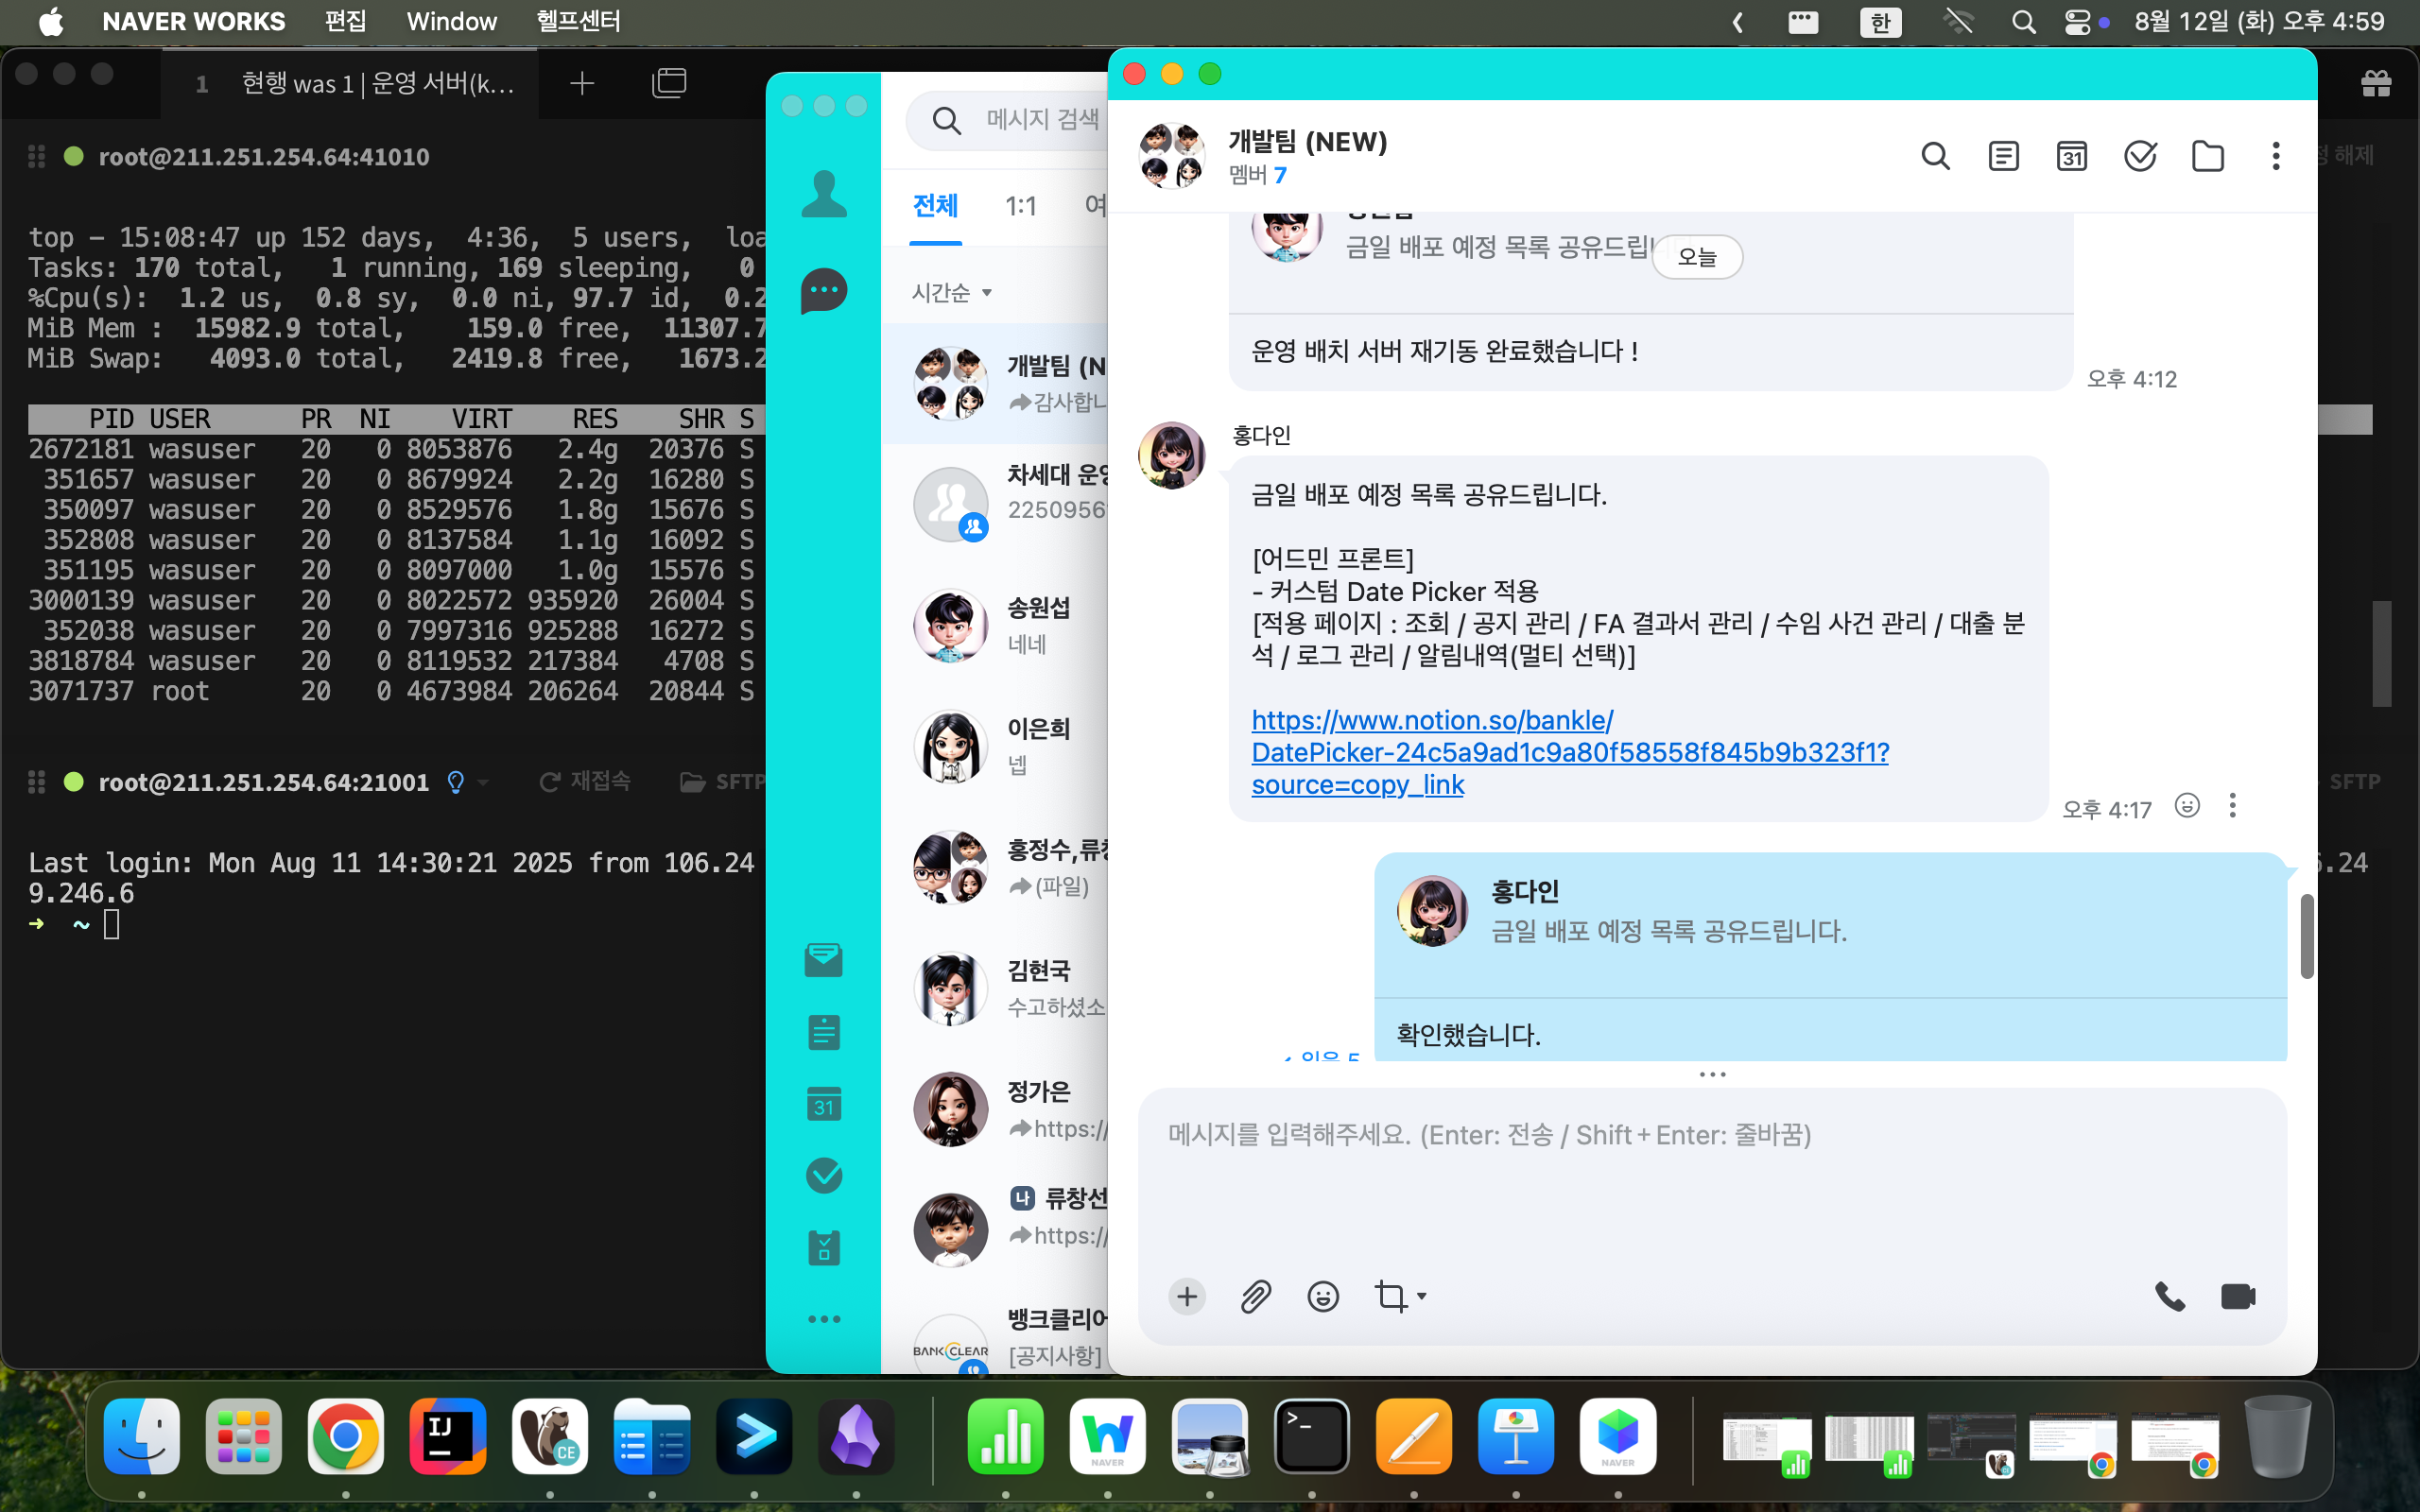 NAVER WORKS 편집 Window 헬프센터
한 8월 12일 (화) 오후 4:59
1 현행 was 1 | 운영 서버(k...
root@211.251.254.64:41010
top - 15:08:47 up 152 days, 4:36, 5 users,
Tasks: 170 total, 1 running, 169 sleeping, 0
%Cpu(s): 1.2 us, 0.8 sy, 0.0 ni, 97.7 id, 0.2
MiB Mem : 15982.9 total, 159.0 free, 11307.7
MiB Swap: 4093.0 total, 2419.8 free, 1673.2
PID USER PR NI VIRT RES SHR S
2672181 wasuser 20 0 8053876 2.4g 20376 S
351657 wasuser 20 0 8679924 2.2g 16280 S
350097 wasuser 20 0 8529576 1.8g 15676 S
352808 wasuser 20 0 8137584 1.1g 16092 S
351195 wasuser 20 0 8097000 1.0g 15576 S
3000139 wasuser 20 0 8022572 935920 26004 S
352038 wasuser 20 0 7997316 925288 16272 S
3818784 wasuser 20 0 8119532 217384 4708 S
3071737 root 20 0 4673984 206264 20844 S
root@211.251.254.64:21001 재접속 SFTP
Last login: Mon Aug 11 14:30:21 2025 from 106.24
9.246.6
➜ ~
해제
SFTP
.24
메시지 검색
전체 1:1
시간순
개발팀 (N
감사합니
차세대 운영
2250956
송원섭
네네
이은희
넵
홍정수,류창
(파일)
김현국
수고하셨소
정가은
https://
나 류창선
https://
뱅크클리어
BANKCLEAR
[공지사항]
31
개발팀 (NEW)
멤버 7
31
금일 배포 예정 목록 공유드립니
오늘
운영 배치 서버 재기동 완료했습니다 !
오후 4:12
홍다인
금일 배포 예정 목록 공유드립니다.
[어드민 프론트]
- 커스텀 Date Picker 적용
[적용 페이지 : 조회 / 공지 관리 / FA 결과서 관리 / 수임 사건 관리 / 대출 분
석 / 로그 관리 / 알림내역(멀티 선택)]
https://www.notion.so/bankle/
DatePicker-24c5a9ad1c9a80f58558f845b9b323f1?
source=copy_link
오후 4:17
홍다인
금일 배포 예정 목록 공유드립니다.
확인했습니다.
읽음 5
메시지를 입력해주세요. (Enter: 전송 / Shift+Enter: 줄바꿈)
IJ
CE
NAVER
NAVER